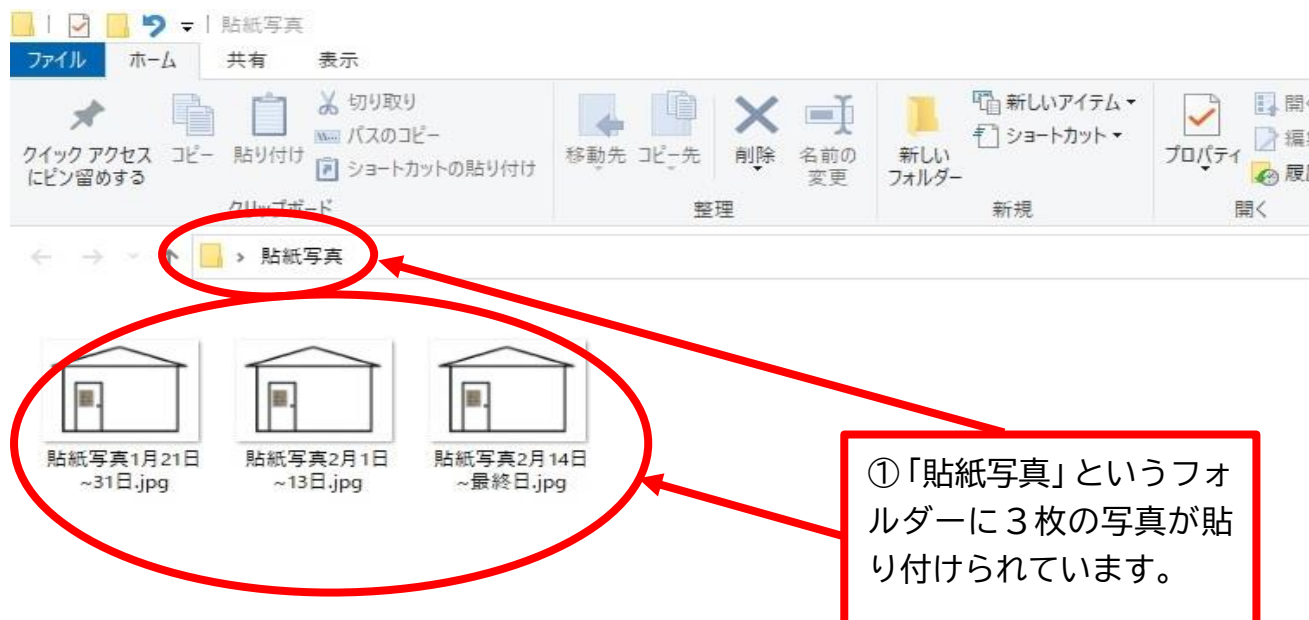 貼紙写真
ファイル ホーム 共有 表示
クイック アクセス
にピン留めする
コピー
貼り付け
切り取り
パスのコピー
ショートカットの貼り付け
クリップボード
移動先
コピー先
削除
名前の
変更
整理
新しい
フォルダー
新しいアイテム
ショートカット
新規
プロパティ
開く
貼紙写真
貼紙写真1月21日
~31日.jpg
貼紙写真2月1日
~13日.jpg
貼紙写真2月14日
~最終日.jpg
①「貼紙写真」というフォ
ルダーに３枚の写真が貼
り付けられています。